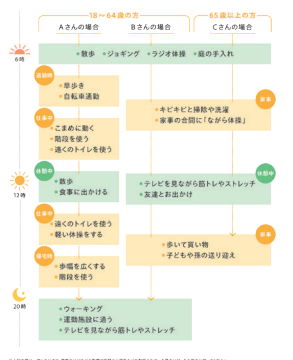 18〜64歳の方
65歳以上の方
Aさんの場合
Bさんの場合
Cさんの場合
6時
散歩 ジョギング ラジオ体操 庭の手入れ
通勤時
早歩き
自転車通勤
家事
キビキビと掃除や洗濯
家事の合間に「ながら体操」
仕事中
こまめに動く
階段を使う
遠くのトイレを使う
休憩中
散歩
食事に出かける
休憩中
テレビを見ながら筋トレやストレッチ
友達とお出かけ
12時
仕事中
遠くのトイレを使う
軽い体操をする
家事
歩いて買い物
子どもや孫の送り迎え
帰宅時
歩幅を広くする
階段を使う
20時
ウォーキング
運動施設に通う
テレビを見ながら筋トレやストレッチ